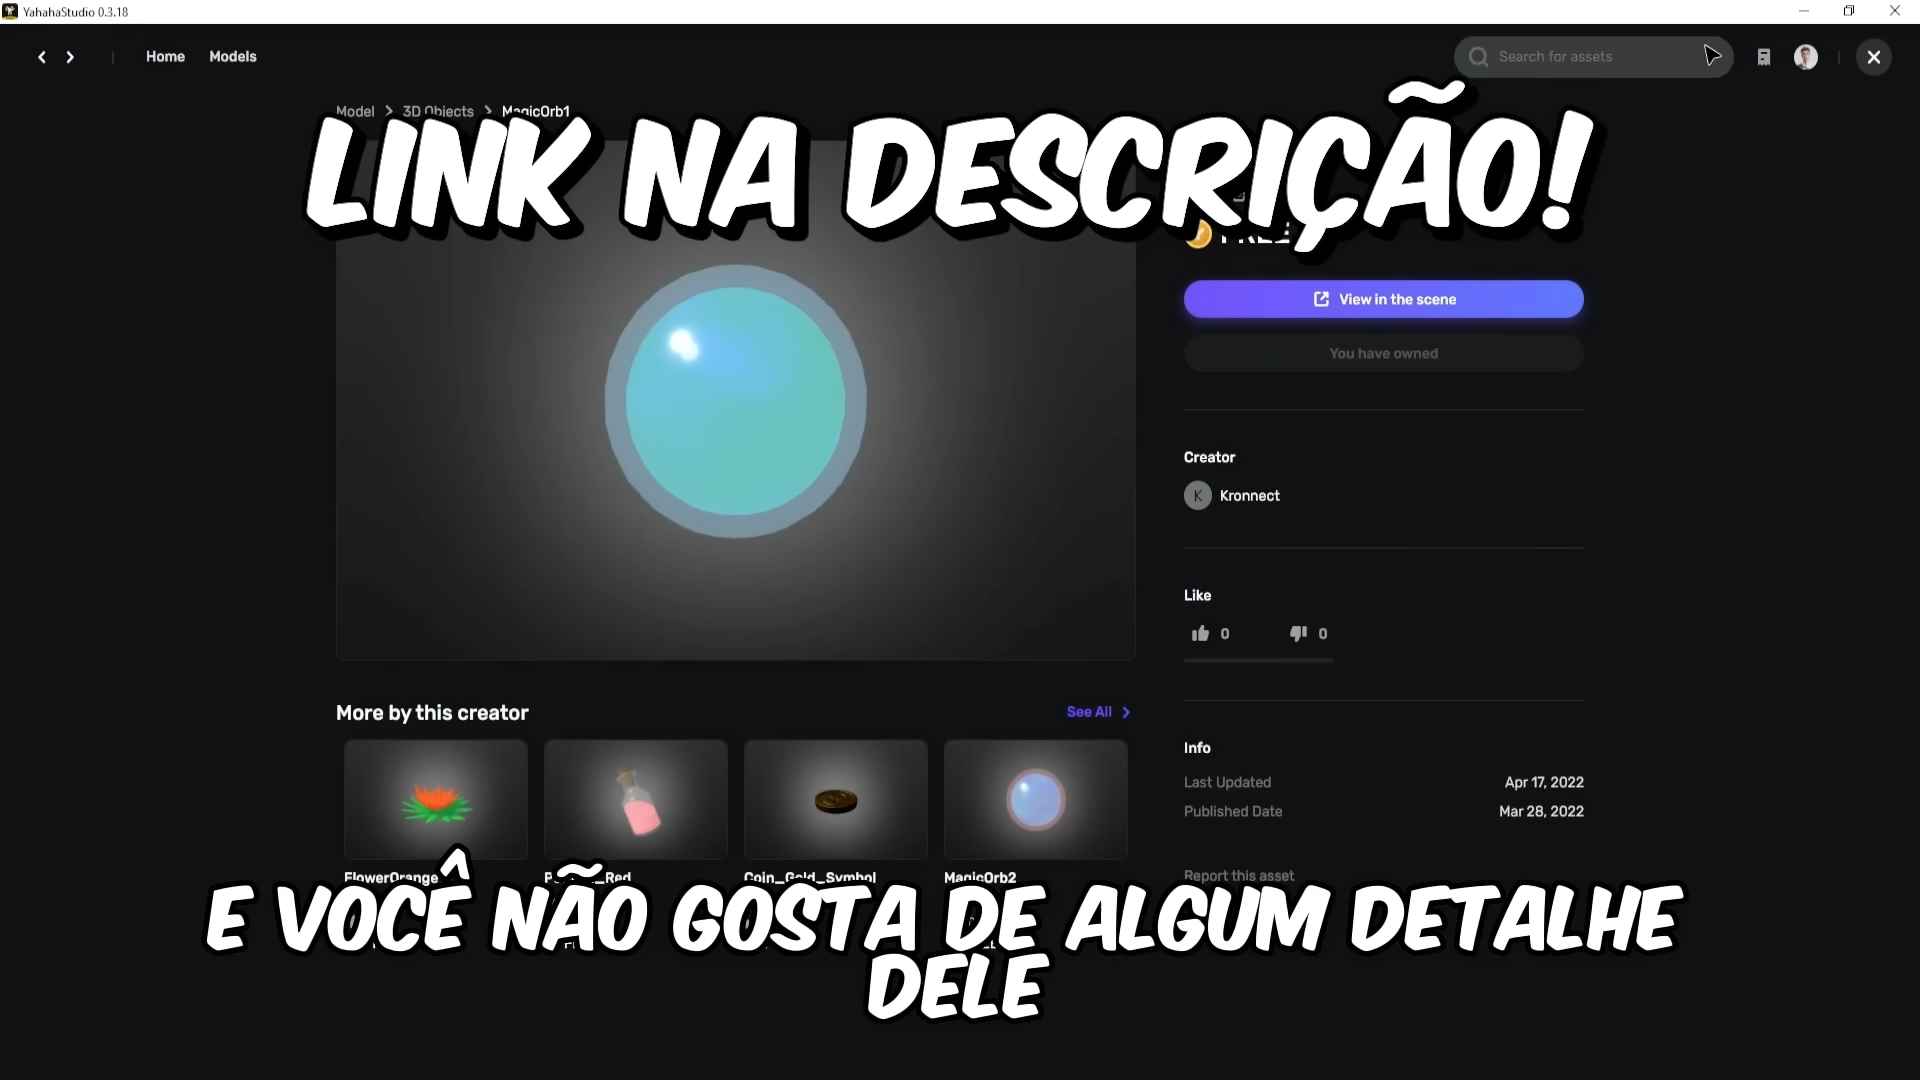 YahahaStudio 0.3.18
Home Models
Search for assets
Model > 3D Objects > MagicOrb1
LINK NA DESCRIÇÃO!
FREE
View in the scene
You have owned
Creator
K Kronnect
Like
0 0
More by this creator
See All >
Info
Last Updated Apr 17, 2022
Published Date Mar 28, 2022
FlowerOrange Coin_Gold_Symbol MagicOrb2
Report this asset
E VOCÊ NÃO GOSTA DE ALGUM DETALHE
DELE